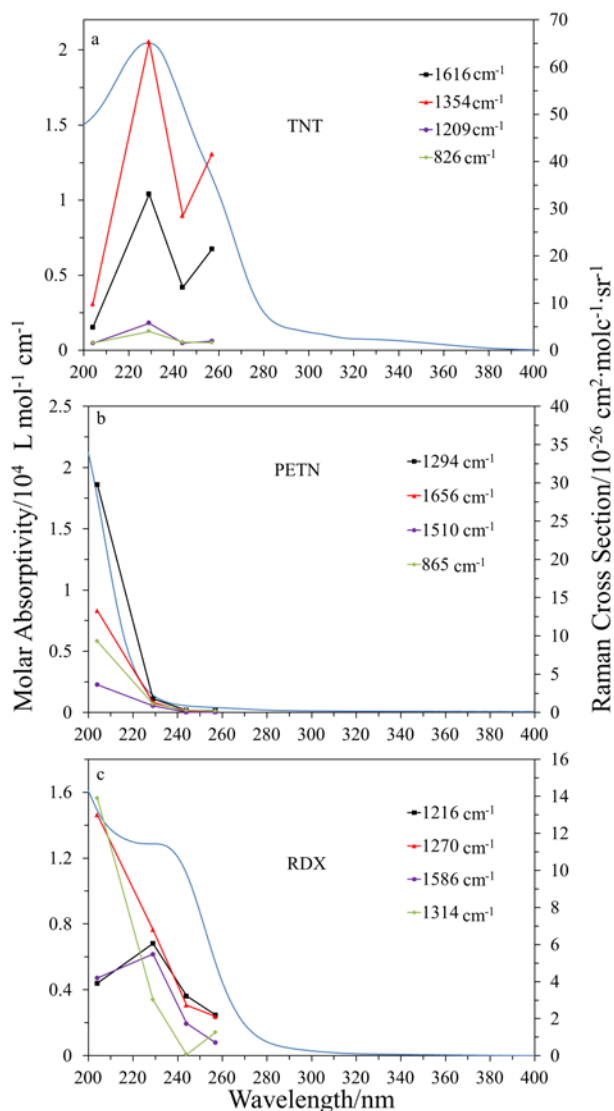 a
TNT
1616 cm-1
1354 cm-1
1209 cm-1
826 cm-1
2
1.5
1
0.5
0
70
60
50
40
30
20
10
0
200 220 240 260 280 300 320 340 360 380 400
b
PETN
1294 cm-1
1656 cm-1
1510 cm-1
865 cm-1
2.5
2
1.5
1
0.5
0
40
35
30
25
20
15
10
5
0
200 220 240 260 280 300 320 340 360 380 400
c
RDX
1216 cm-1
1270 cm-1
1586 cm-1
1314 cm-1
1.6
1.2
0.8
0.4
0
16
14
12
10
8
6
4
2
0
200 220 240 260 280 300 320 340 360 380 400
Molar Absorptivity/10⁴ L mol-1 cm-1
Raman Cross Section/10-26 cm²·molc-1·sr-1
Wavelength/nm